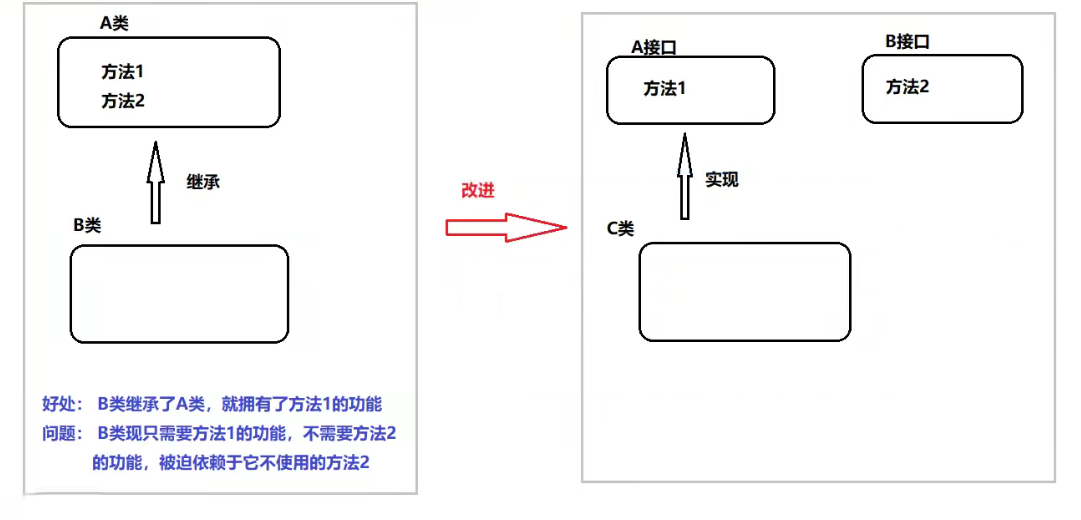 A类
方法1
方法2
继承
B类
好处： B类继承了A类，就拥有了方法1的功能
问题： B类现只需要方法1的功能，不需要方法2
的功能，被迫依赖于它不使用的方法2
改进
A接口
方法1
B接口
方法2
实现
C类